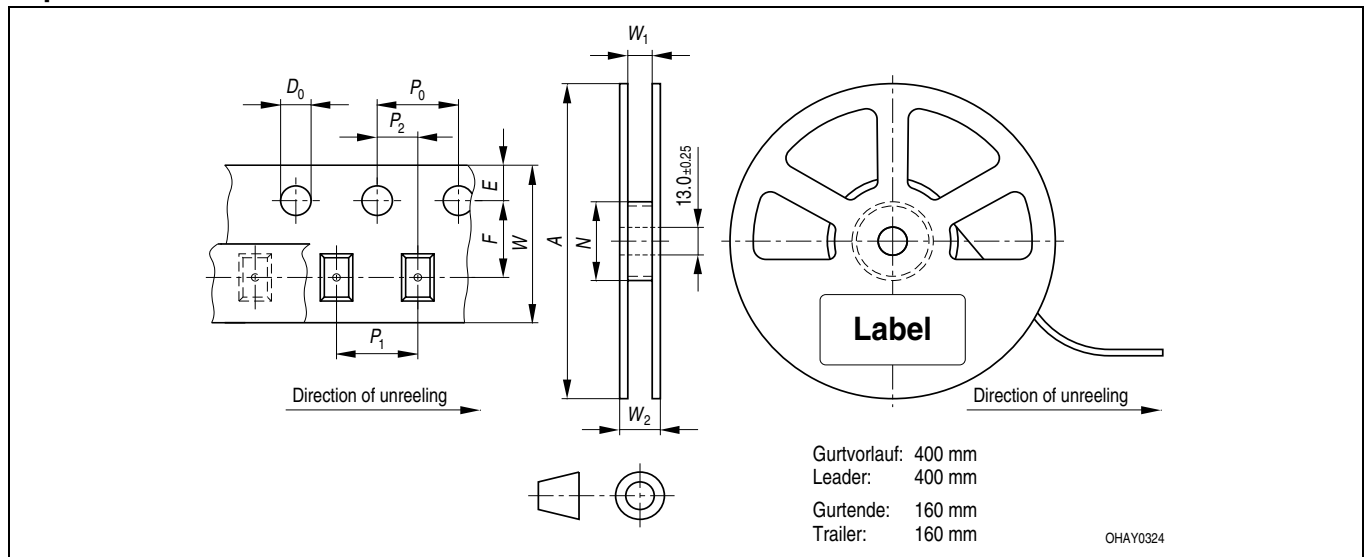 W1
D0
P0
P2
E
F
W
A
N
13.0±0.25
P1
W2
Label
Direction of unreeling
Direction of unreeling
Gurtvorlauf: 400 mm
Leader: 400 mm
Gurtende: 160 mm
Trailer: 160 mm
OHAY0324